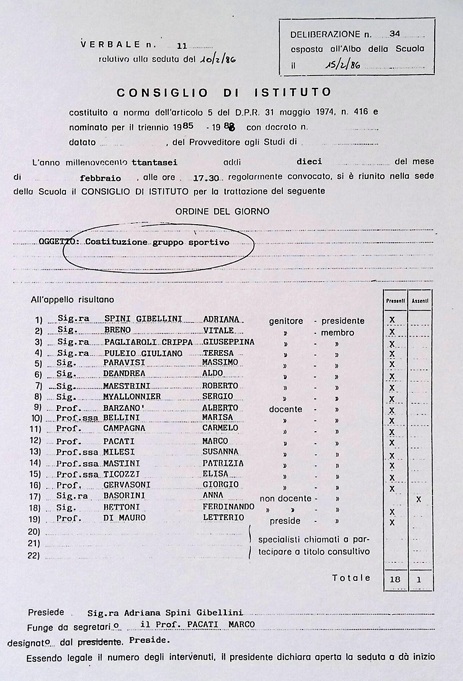 VERBALE n. 11
relativo alla seduta del 10/2/86
DELIBERAZIONE n. 34
esposta all'Albo della Scuola
il 15/2/86
CONSIGLIO DI ISTITUTO
costituito a norma dell'articolo 5 del D.P.R. 31 maggio 1974, n. 416 e
nominato per il triennio 1985 - 1988 con decreto n.
datato , del Provveditore agli Studi di
L'anno millenovecento ttantasei addì dieci del mese
di febbraio , alle ore 17.30 regolarmente convocato, si è riunito nella sede
della Scuola il CONSIGLIO DI ISTITUTO per la trattazione del seguente
ORDINE DEL GIORNO
OGGETTO: Costituzione gruppo sportivo
All'appello risultano Presenti Assenti
1) Sig.ra SPINI GIBELLINI ADRIANA genitore - presidente X
2) Sig. BRENO VITALE » - membro X
3) Sig.ra PAGLIAROLI CRIPPA GIUSEPPINA » - » X
4) Sig.ra PULEIO GIULIANO TERESA » - » X
5) Sig. PARAVISI MASSIMO » - » X
6) Sig. DEANDREA ALDO » - » X
7) Sig. MAESTRINI ROBERTO » - » X
8) Sig. MYALLONNIER SERGIO » - » X
9) Prof. BARZANO' ALBERTO docente - » X
10) Prof.ssa BELLINI MARISA » - » X
11) Prof. CAMPAGNA CARMELO » - » X
12) Prof. PACATI MARCO » - » X
13) Prof.ssa MILESI SUSANNA » - » X
14) Prof.ssa MASTINI PATRIZIA » - » X
15) Prof.ssa TICOZZI ELISA » - » X
16) Prof. GERVASONI GIORGIO » - » X
17) Sig.ra BASORINI ANNA non docente - » X
18) Sig. BETTONI FERDINANDO » » - » X
19) Prof. DI MAURO LETTERIO preside - » X
20)
21) specialisti chiamati a par-
22) tecipare a titolo consultivo
Totale 18 1
Presiede Sig.ra Adriana Spini Gibellini
Funge da segretario il Prof. PACATI MARCO
designato dal presidente. Preside.
Essendo legale il numero degli intervenuti, il presidente dichiara aperta la seduta a dà inizio